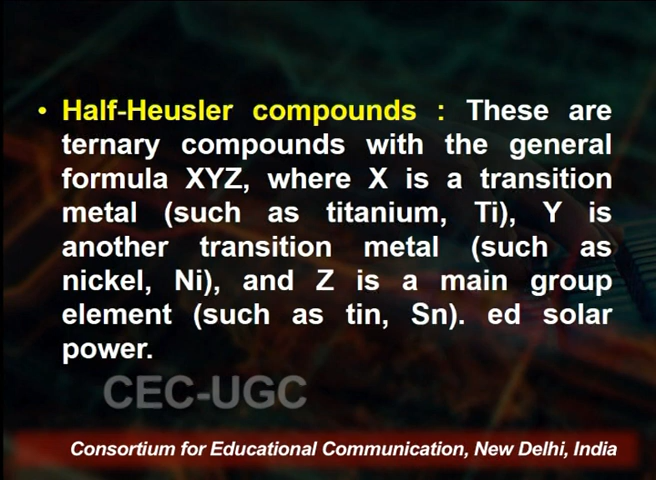 • Half-Heusler compounds : These are
ternary compounds with the general
formula XYZ, where X is a transition
metal (such as titanium, Ti), Y is
another transition metal (such as
nickel, Ni), and Z is a main group
element (such as tin, Sn). ed solar
power.
CEC-UGC
Consortium for Educational Communication, New Delhi, India